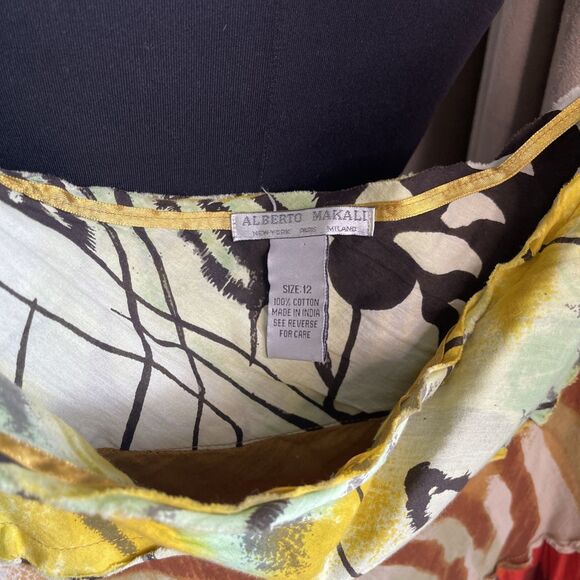 ALBERTO MAKALI
NEW YORK PARIS MILANO
SIZE: 12
100% COTTON
MADE IN INDIA
SEE REVERSE
FOR CARE